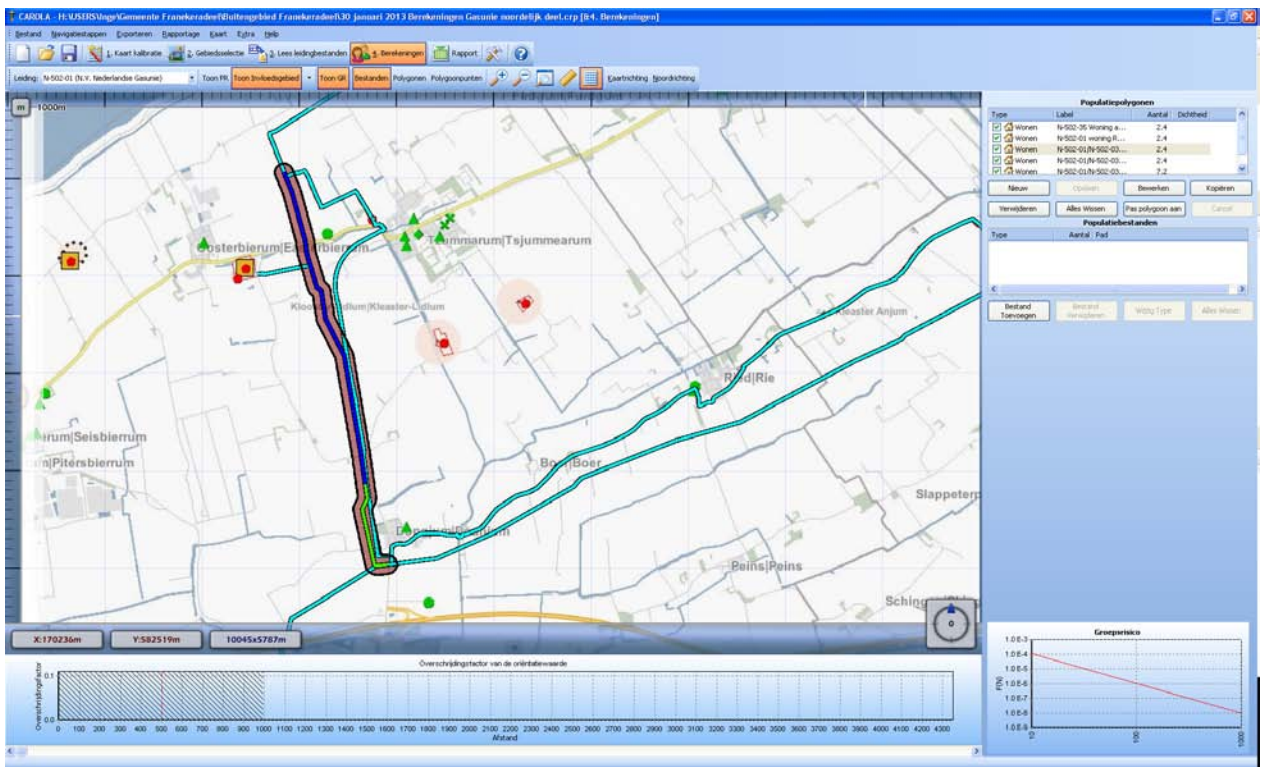 CAROLA - H:\USERS\Inge\Gemeente Franekeradeel\Buitengebied Franekeradeel\30 januari 2013 Berekeningen Gasunie noordelijk deel.crp [&4. Berekeningen]
Bestand Navigatiestappen Exporteren Rapportage Kaart Extra Help
1. Kaart kalibratie 2. Gebiedsselectie 3. Lees leidingbestanden 4. Berekeningen Rapport
Leiding: N-502-01 (N.V. Nederlandse Gasunie) Toon PR Toon Invloedsgebied Toon GR Bestanden Polygonen Polygoonpunten Kaartrichting Noordrichting
m 1000m
Oosterbierum
Tzummarum|Tsjummearum
Kleaster-Lidlum
Kleaster Anjum
Ried|Rie
Seisbierrum
Pitersbierrum
Boer|Boer
Slappeterp
Peins|Peins
X:170236m Y:582519m 10045x5787m
0
Populatiepolygonen
Type Label Aantal Dichtheid
Wonen N-502-35 Woning a... 2.4
Wonen N-502-01 woning R... 2.4
Wonen N-502-01/N-502-03... 2.4
Wonen N-502-01/N-502-03... 2.4
Wonen N-502-01/N-502-03... 7.2
Nieuw Opslaan Bewerken Kopiëren
Verwijderen Alles Wissen Pas polygoon aan Cancel
Populatiebestanden
Type Aantal Pad
Bestand Toevoegen Bestand Verwijderen Wijzig Type Alles Wissen
Overschrijdingsfactor van de oriëntatiewaarde
Overschrijdingsfactor
0.1
0.0
0 100 200 300 400 500 600 700 800 900 1000 1100 1200 1300 1400 1500 1600 1700 1800 1900 2000 2100 2200 2300 2400 2500 2600 2700 2800 2900 3000 3100 3200 3300 3400 3500 3600 3700 3800 3900 4000 4100 4200 4300
Afstand
Groepsrisico
F(N)
1.0E-3
1.0E-4
1.0E-5
1.0E-6
1.0E-7
1.0E-8
1.0E-9
10 100 1000